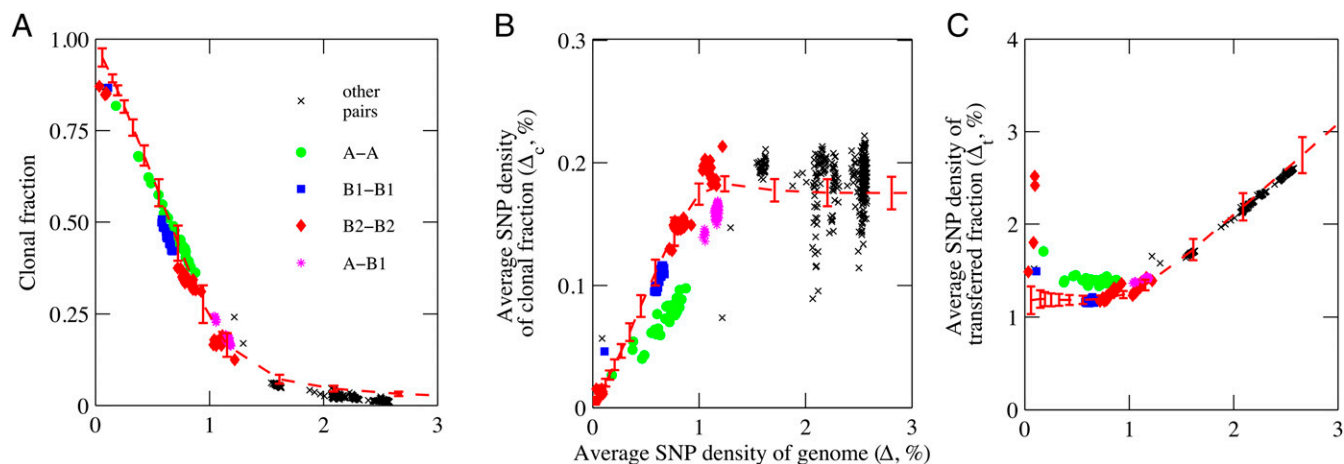 A
Clonal fraction
1.00
0.75
0.50
0.25
0
0
1
2
3
other
pairs
A–A
B1–B1
B2–B2
A–B1
B
Average SNP density
of clonal fraction (Δc, %)
0.3
0.2
0.1
0.0
0
1
2
3
Average SNP density of genome (Δ, %)
C
Average SNP density of
transferred fraction (Δt, %)
4
3
2
1
0
1
2
3